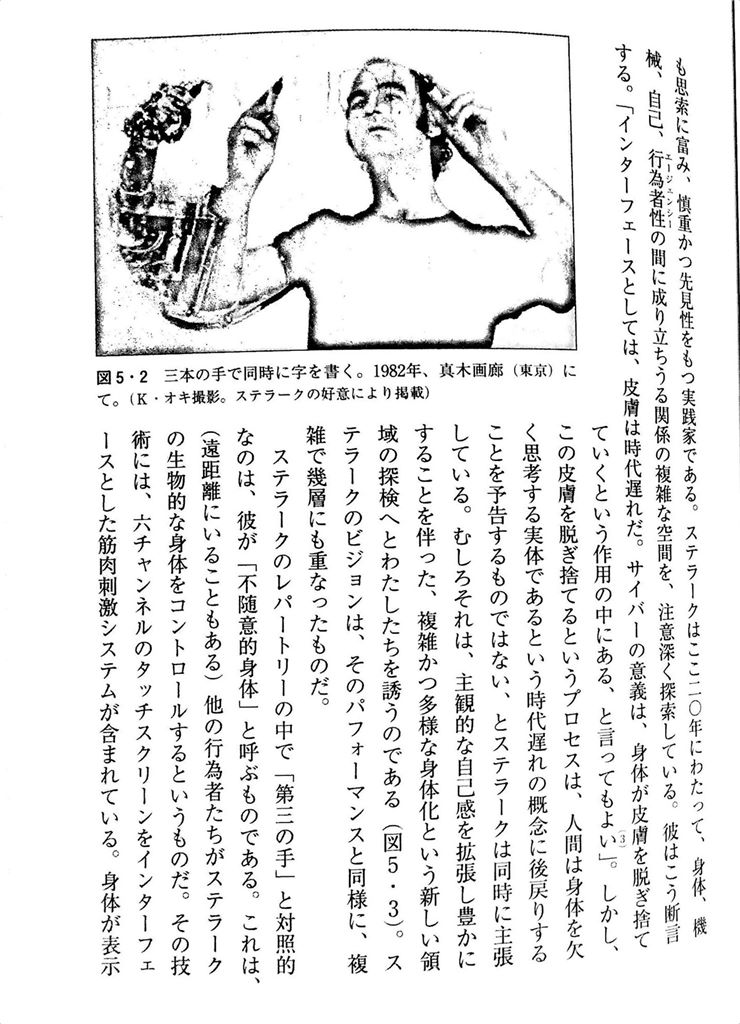 も思索に富み、慎重かつ先見性をもつ実践家である。ステラークはここ二〇年にわたって、身体、機
械、自己、行為者性の間に成り立ちうる関係の複雑な空間を、注意深く探索している。彼はこう断言
エージェンシー
する。「インターフェースとしては、皮膚は時代遅れだ。サイバーの意義は、身体が皮膚を脱ぎ捨て
ていくという作用の中にある、と言ってもよい」。しかし、
(3)
この皮膚を脱ぎ捨てるというプロセスは、人間は身体を欠
く思考する実体であるという時代遅れの概念に後戻りする
ことを予告するものではない、とステラークは同時に主張
している。むしろそれは、主観的な自己感を拡張し豊かに
することを伴った、複雑かつ多様な身体化という新しい領
域の探検へとわたしたちを誘うのである(図5・3)。ス
テラークのビジョンは、そのパフォーマンスと同様に、複
雑で幾層にも重なったものだ。
ステラークのレパートリーの中で「第三の手」と対照的
なのは、彼が「不随意的身体」と呼ぶものである。これは、
(遠距離にいることもある)他の行為者たちがステラーク
の生物的な身体をコントロールするというものだ。その技
術には、六チャンネルのタッチスクリーンをインターフェ
ースとした筋肉刺激システムが含まれている。身体が表示
図5・2 三本の手で同時に字を書く。1982年、真木画廊(東京)に
て。(K・オキ撮影。ステラークの好意により掲載)